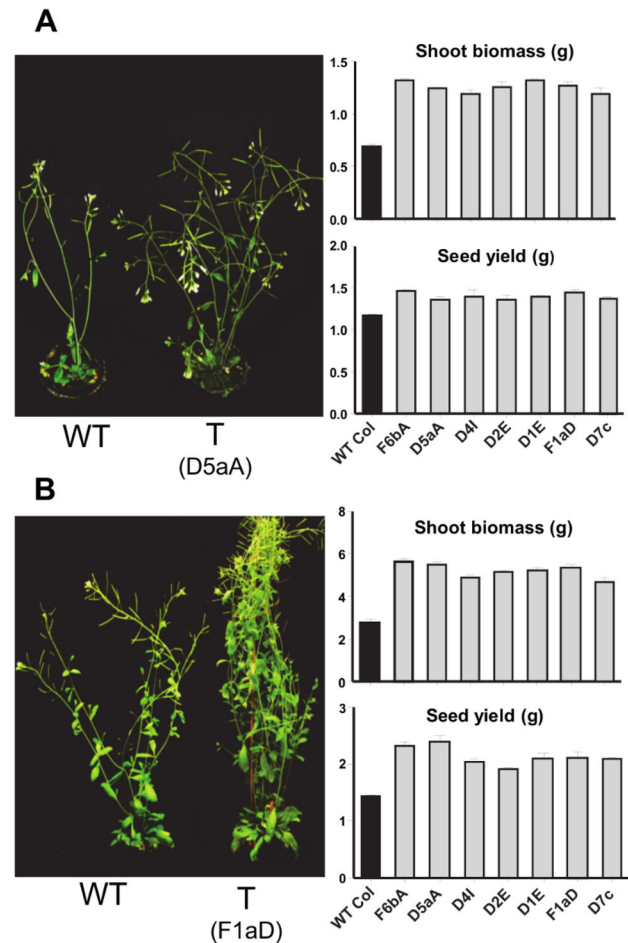 A
Shoot biomass (g)
1.5
1.0
0.5
0.0
Seed yield (g)
2.0
1.5
1.0
0.5
0.0
WT Col
F6bA
D5aA
D4I
D2E
D1E
F1aD
D7c
WT
T
(D5aA)
B
Shoot biomass (g)
8
6
4
2
0
Seed yield (g)
3
2
1
0
WT Col
F6bA
D5aA
D4I
D2E
D1E
F1aD
D7c
WT
T
(F1aD)